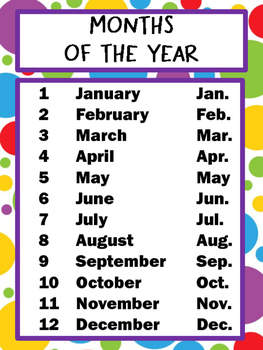 MONTHS
OF THE YEAR
1 January Jan.
2 February Feb.
3 March Mar.
4 April Apr.
5 May May
6 June Jun.
7 July Jul.
8 August Aug.
9 September Sep.
10 October Oct.
11 November Nov.
12 December Dec.